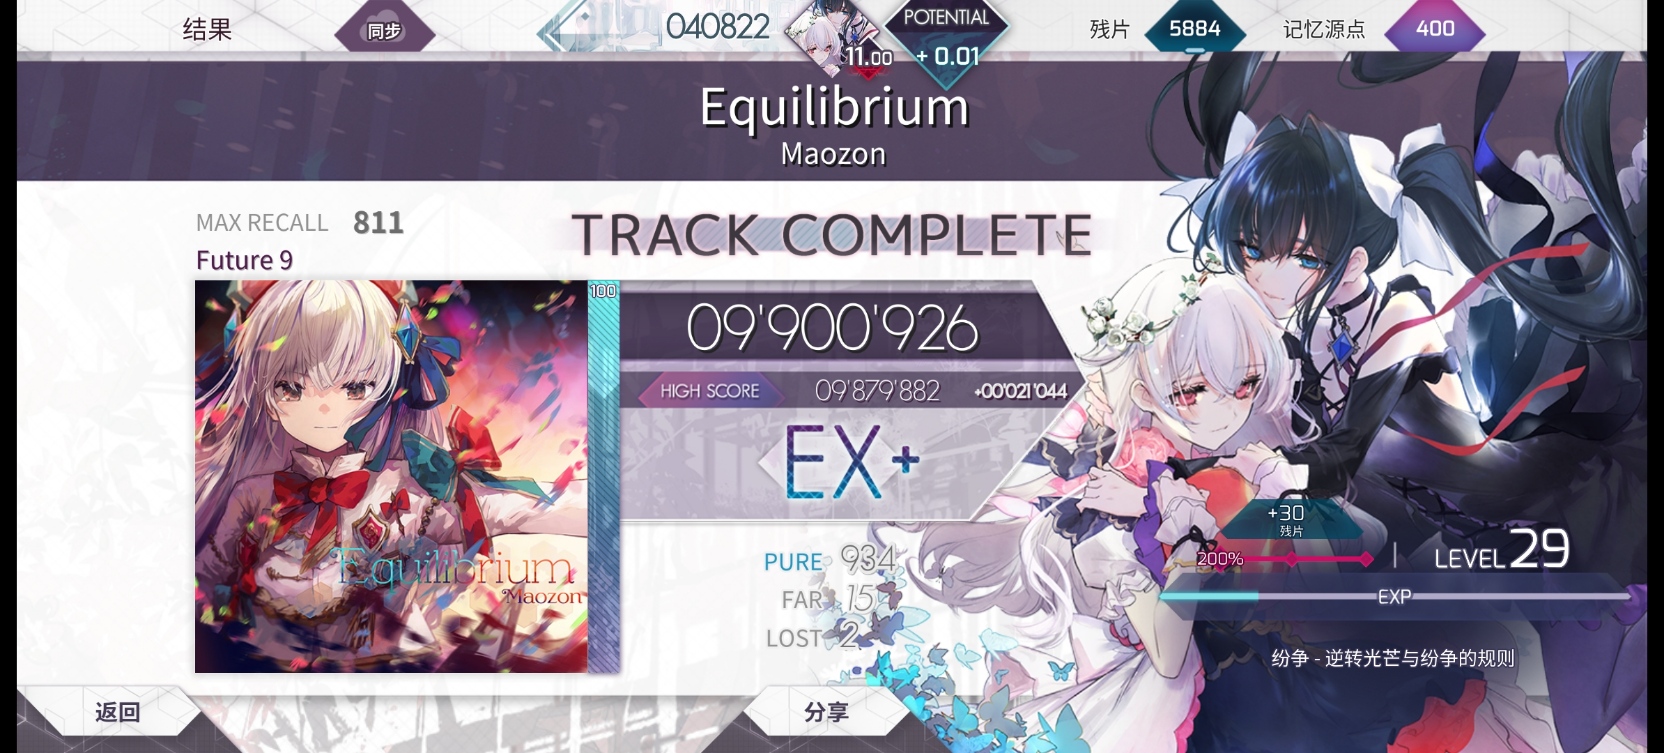 结果
同步
040822
11.00
POTENTIAL
+ 0.01
残片
5884
记忆源点
400
Equilibrium
Maozon
MAX RECALL 811
Future 9
TRACK COMPLETE
100
09'900'926
HIGH SCORE 09'879'882 +00'021'044
EX+
Equilibrium
Maozon
PURE 934
FAR 15
LOST 2
+30
残片
200%
LEVEL 29
EXP
纷争 - 逆转光芒与纷争的规则
返回
分享